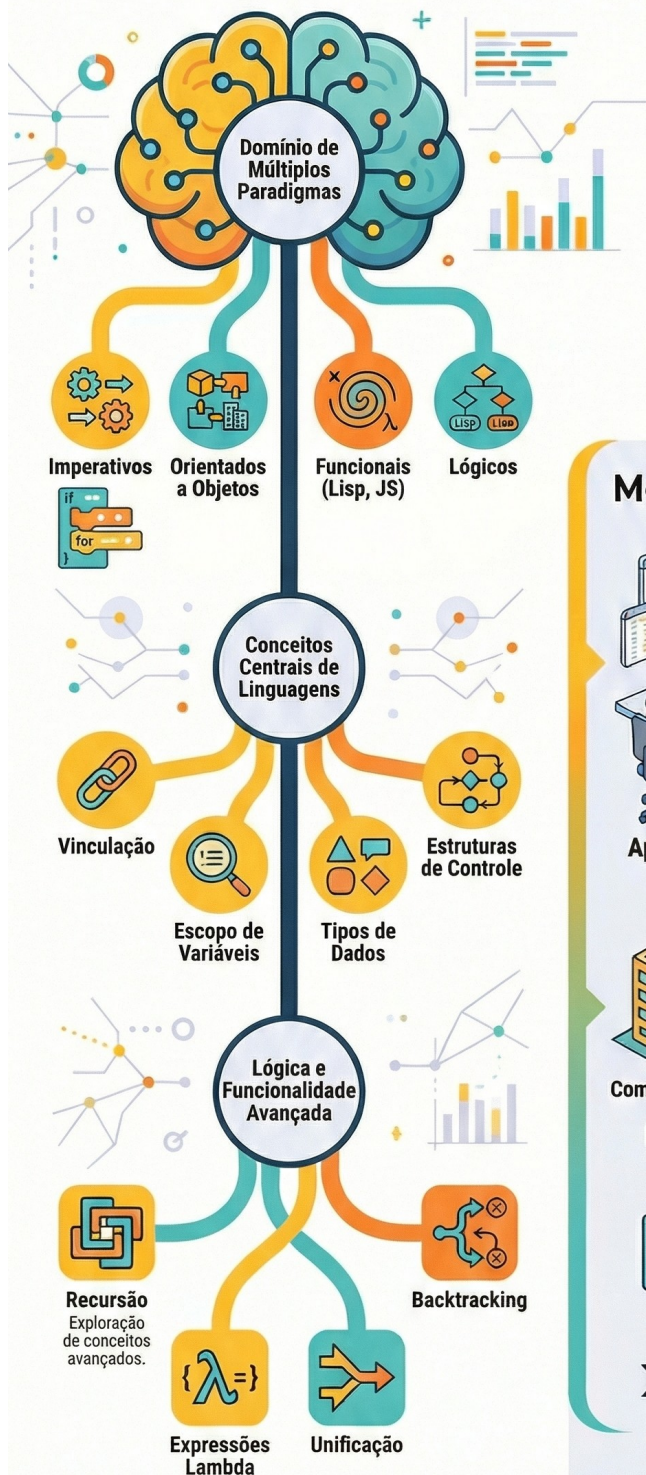 Domínio de
Múltiplos
Paradigmas
Imperativos
if
for
}
Orientados
a Objetos
λ
Funcionais
(Lisp, JS)
LISP
Lógicos
Conceitos
Centrais de
Linguagens
Vinculação
Escopo de
Variáveis
Tipos de
Dados
Estruturas
de Controle
Lógica e
Funcionalidade
Avançada
Recursão
Exploração
de conceitos
avançados.
{λ=}
Expressões
Lambda
Unificação
Backtracking